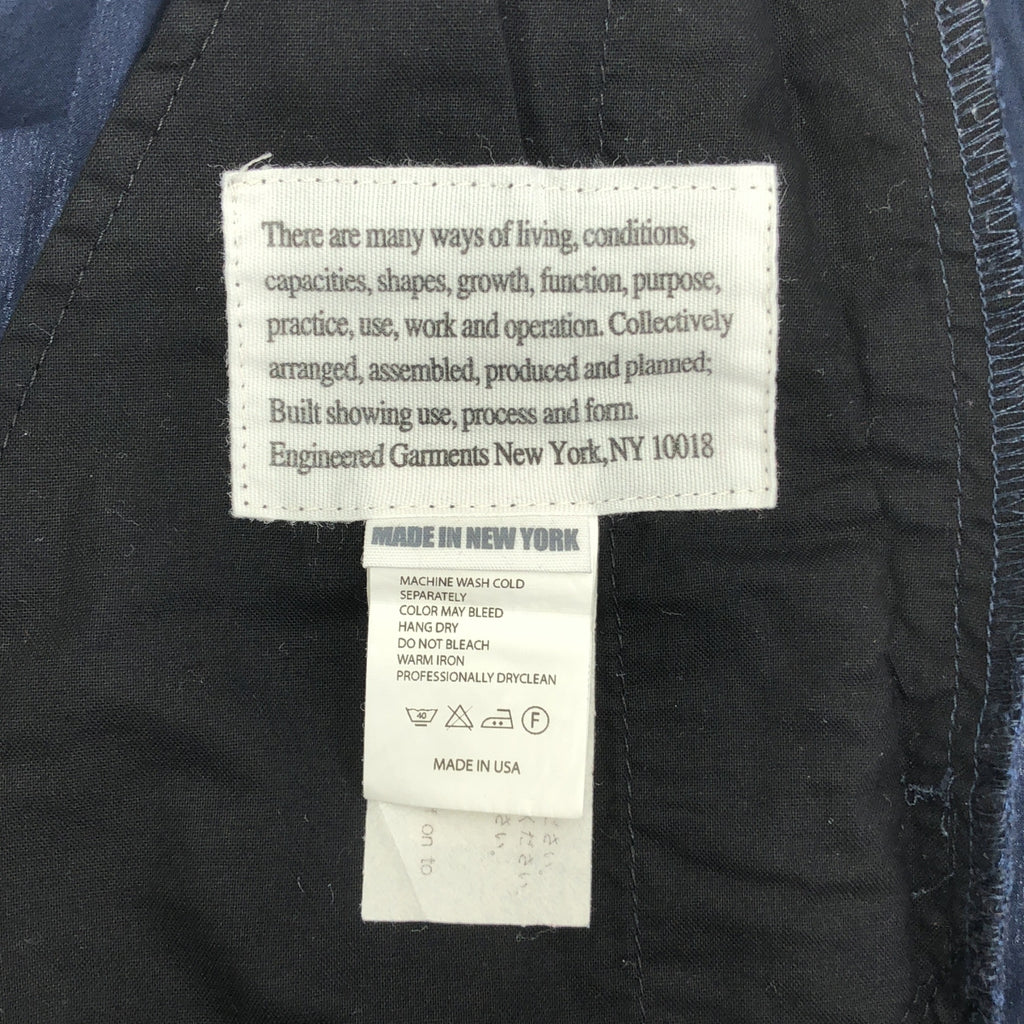 There are many ways of living, conditions,
capacities, shapes, growth, function, purpose,
practice, use, work and operation. Collectively
arranged, assembled, produced and planned;
Built showing use, process and form.
Engineered Garments New York, NY 10018
MADE IN NEW YORK
MACHINE WASH COLD
SEPARATELY
COLOR MAY BLEED
HANG DRY
DO NOT BLEACH
WARM IRON
PROFESSIONALLY DRYCLEAN
40
F
MADE IN USA
on to